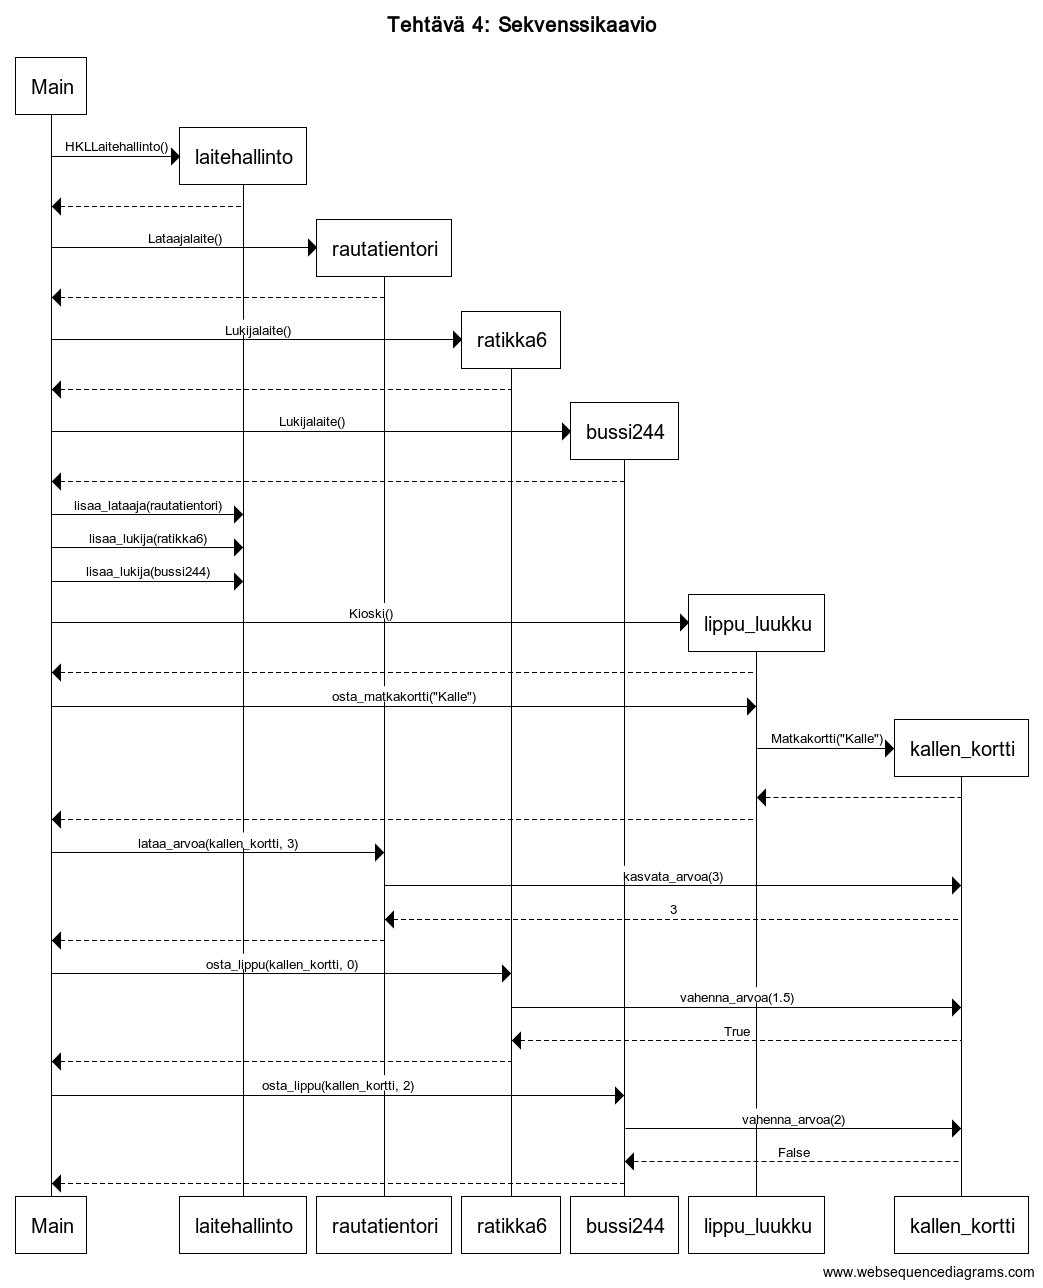 Tehtävä 4: Sekvenssikaavio
Main
HKLLaitehallinto()
laitehallinto
Lataajalaite()
rautatientori
Lukijalaite()
ratikka6
Lukijalaite()
bussi244
lisaa_lataaja(rautatientori)
lisaa_lukija(ratikka6)
lisaa_lukija(bussi244)
Kioski()
lippu_luukku
osta_matkakortti("Kalle")
Matkakortti("Kalle")
kallen_kortti
lataa_arvoa(kallen_kortti, 3)
kasvata_arvoa(3)
3
osta_lippu(kallen_kortti, 0)
vahenna_arvoa(1.5)
True
osta_lippu(kallen_kortti, 2)
vahenna_arvoa(2)
False
Main laitehallinto rautatientori ratikka6 bussi244 lippu_luukku kallen_kortti
www.websequencediagrams.com